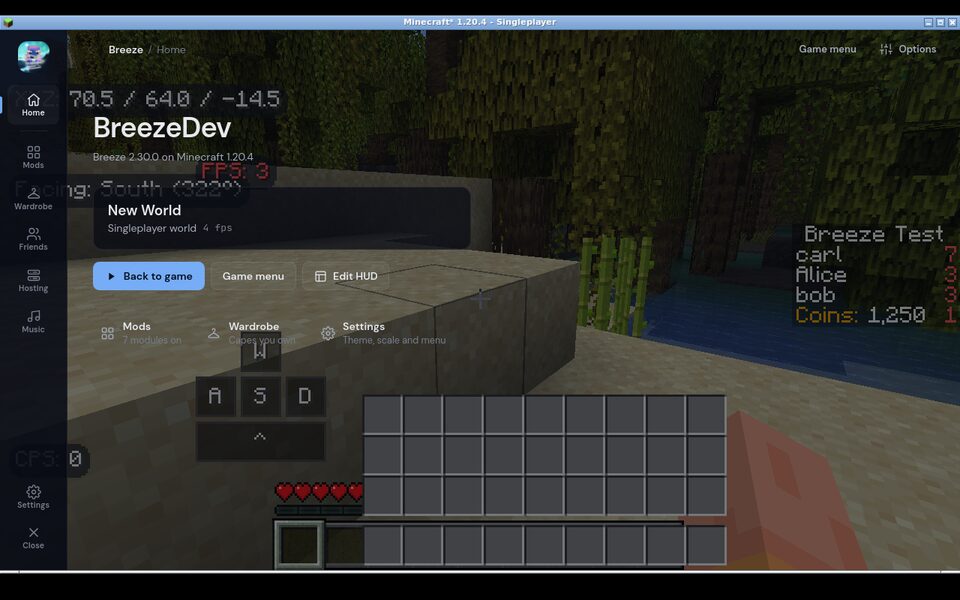 Minecraft* 1.20.4 - Singleplayer
Breeze / Home
Game menu
Options
70.5 / 64.0 / -14.5
Home
BreezeDev
Breeze 2.30.0 on Minecraft 1.20.4
FPS: 3
Mods
Facing: South (322°)
Wardrobe
New World
Singleplayer world 4 fps
Friends
Breeze Test
carl 7
Alice 3
bob 3
Coins: 1,250 1
Back to game
Game menu
Edit HUD
Hosting
Music
Mods
7 modules on
Wardrobe
Capes you own
Settings
Theme, scale and menu
W
A S D
^
CPS: 0
Settings
Close